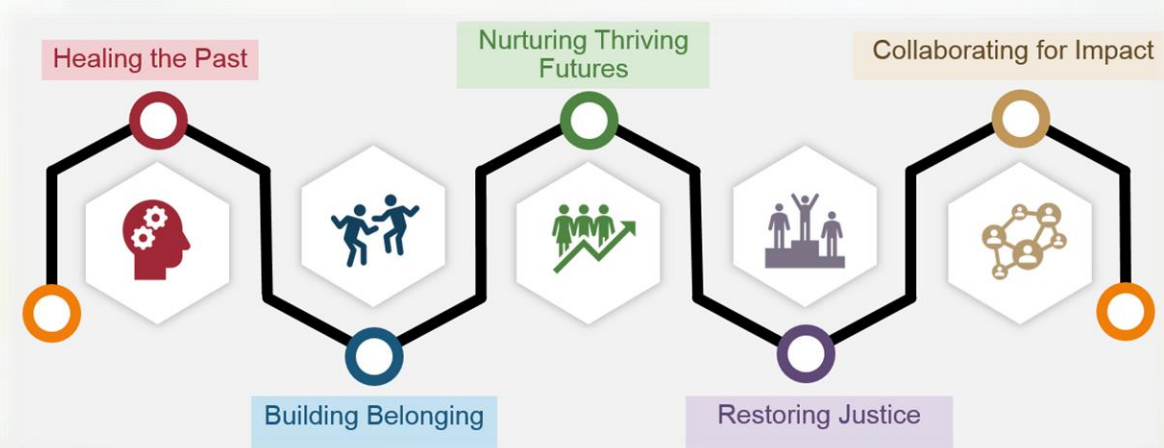 Healing the Past
Building Belonging
Nurturing Thriving
Futures
Restoring Justice
Collaborating for Impact